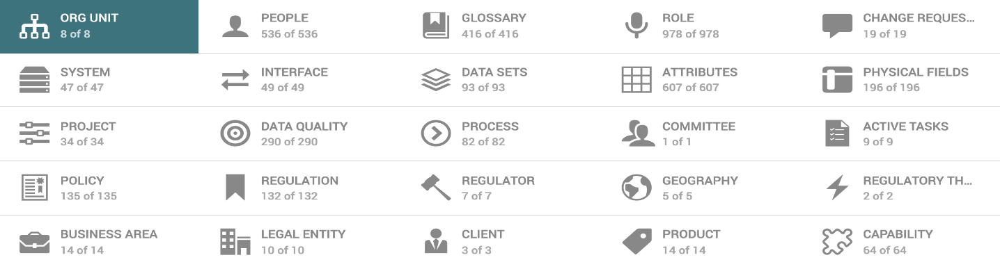 ORG UNIT
8 of 8
PEOPLE
536 of 536
GLOSSARY
416 of 416
ROLE
978 of 978
CHANGE REQUES...
19 of 19
SYSTEM
47 of 47
INTERFACE
49 of 49
DATA SETS
93 of 93
ATTRIBUTES
607 of 607
PHYSICAL FIELDS
196 of 196
PROJECT
34 of 34
DATA QUALITY
290 of 290
PROCESS
82 of 82
COMMITTEE
1 of 1
ACTIVE TASKS
9 of 9
POLICY
135 of 135
REGULATION
132 of 132
REGULATOR
7 of 7
GEOGRAPHY
5 of 5
REGULATORY TH...
2 of 2
BUSINESS AREA
14 of 14
LEGAL ENTITY
10 of 10
CLIENT
3 of 3
PRODUCT
14 of 14
CAPABILITY
64 of 64